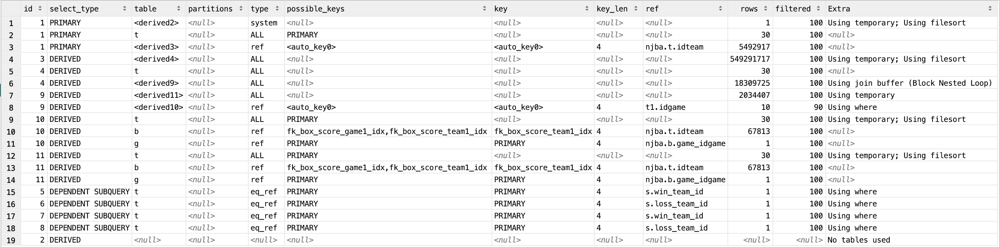 id select_type table partitions type possible_keys key key_len ref rows filtered Extra
1 1 PRIMARY <derived2> <null> system <null> <null> <null> <null> 1 100 Using temporary; Using filesort
2 1 PRIMARY t <null> ALL PRIMARY <null> <null> <null> 30 100 <null>
3 1 PRIMARY <derived3> <null> ref <auto_key0> <auto_key0> 4 njba.t.idteam 5492917 100 <null>
4 3 DERIVED <derived4> <null> ALL <null> <null> <null> <null> 549291717 100 Using temporary; Using filesort
5 4 DERIVED t <null> ALL <null> <null> <null> <null> 30 100 <null>
6 4 DERIVED <derived9> <null> ALL <null> <null> <null> <null> 18309725 100 Using join buffer (Block Nested Loop)
7 9 DERIVED <derived11> <null> ALL <null> <null> <null> <null> 2034407 100 Using temporary
8 9 DERIVED <derived10> <null> ref <auto_key0> <auto_key0> 4 t1.idgame 10 90 Using where
9 10 DERIVED t <null> ALL PRIMARY <null> <null> <null> 30 100 Using temporary; Using filesort
10 10 DERIVED b <null> ref fk_box_score_game1_idx,fk_box_score_team1_idx fk_box_score_team1_idx 4 njba.t.idteam 67813 100 <null>
11 10 DERIVED g <null> ref PRIMARY PRIMARY 4 njba.b.game_idgame 1 100 <null>
12 11 DERIVED t <null> ALL PRIMARY <null> <null> <null> 30 100 Using temporary; Using filesort
13 11 DERIVED b <null> ref fk_box_score_game1_idx,fk_box_score_team1_idx fk_box_score_team1_idx 4 njba.t.idteam 67813 100 <null>
14 11 DERIVED g <null> ref PRIMARY PRIMARY 4 njba.b.game_idgame 1 100 <null>
15 5 DEPENDENT SUBQUERY t <null> eq_ref PRIMARY PRIMARY 4 s.win_team_id 1 100 Using where
16 6 DEPENDENT SUBQUERY t <null> eq_ref PRIMARY PRIMARY 4 s.loss_team_id 1 100 Using where
17 7 DEPENDENT SUBQUERY t <null> eq_ref PRIMARY PRIMARY 4 s.win_team_id 1 100 Using where
18 8 DEPENDENT SUBQUERY t <null> eq_ref PRIMARY PRIMARY 4 s.loss_team_id 1 100 Using where
19 2 DERIVED <null> <null> <null> <null> <null> <null> <null> <null> <null> No tables used